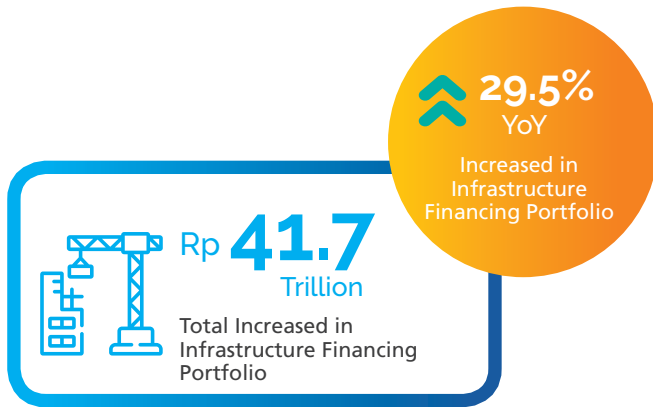 29.5%
YoY
Increased in
Infrastructure
Financing Portfolio
Rp 41.7
Trillion
Total Increased in
Infrastructure Financing
Portfolio